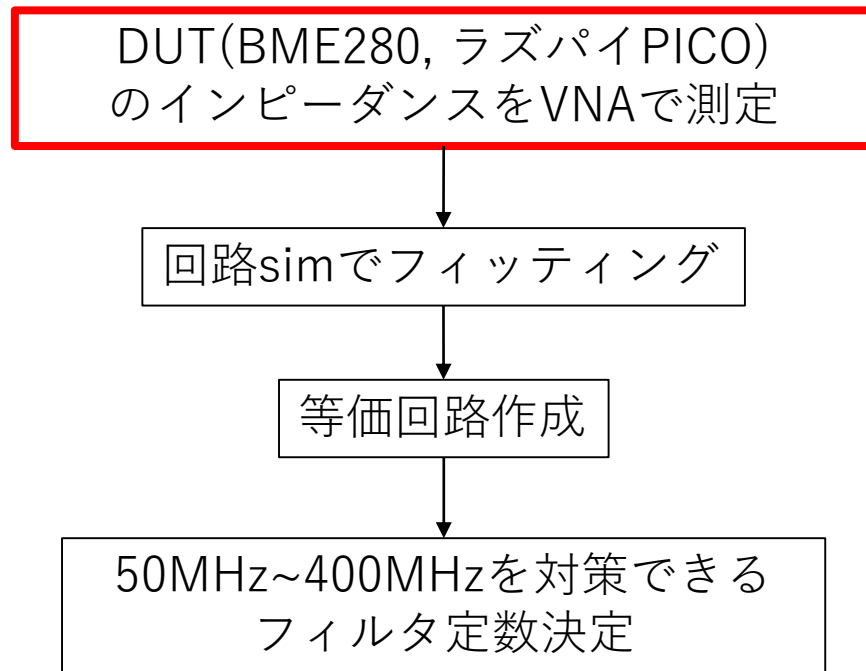 DUT(BME280, ラズパイPICO)
のインピーダンスをVNAで測定
回路simでフィッティング
等価回路作成
50MHz~400MHzを対策できる
フィルタ定数決定